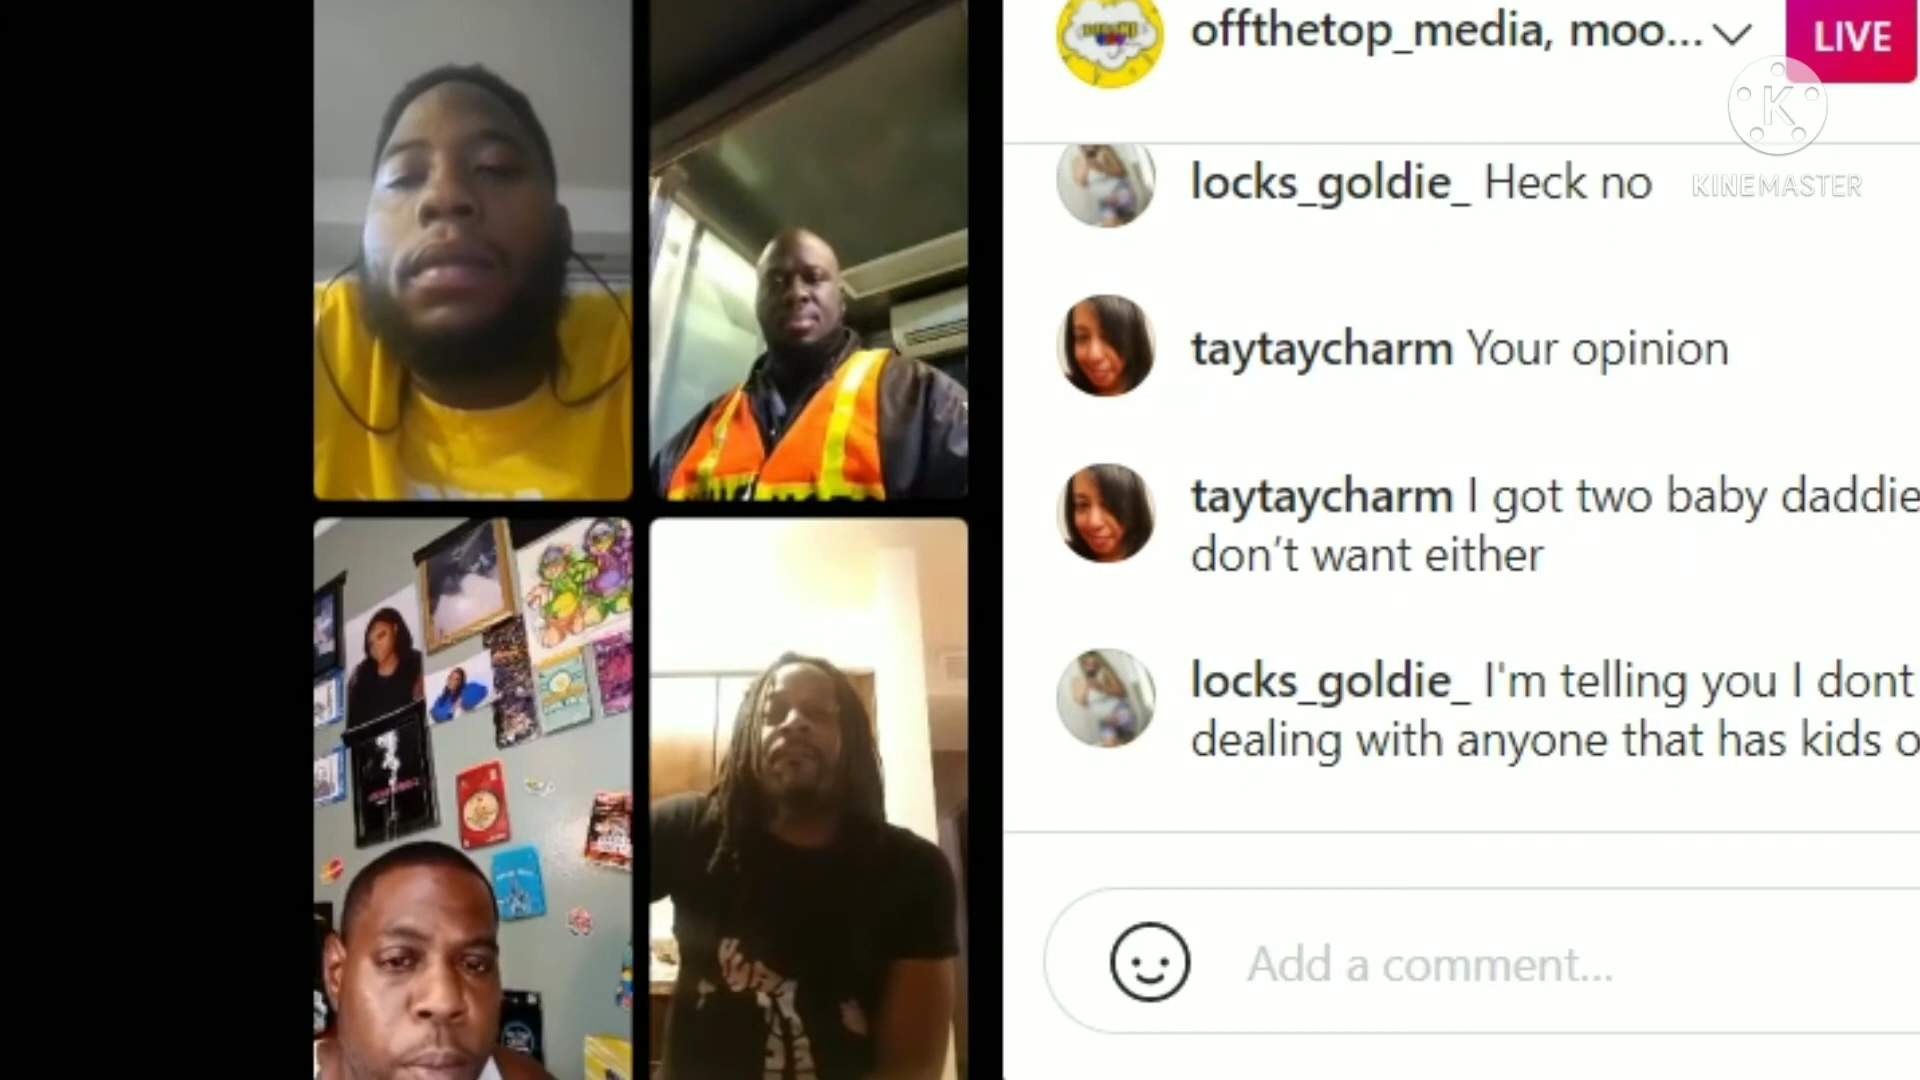 offthetop_media, moo...
LIVE
locks_goldie_ Heck no
KINEMASTER
taytaycharm Your opinion
taytaycharm I got two baby daddie
don’t want either
locks_goldie_ I'm telling you I dont
dealing with anyone that has kids o
Add a comment...